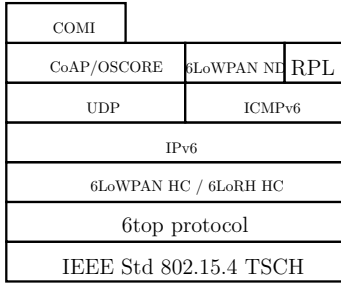 COMI
CoAP/OSCORE 6LoWPAN ND RPL
UDP ICMPv6
IPv6
6LoWPAN HC / 6LoRH HC
6top protocol
IEEE Std 802.15.4 TSCH